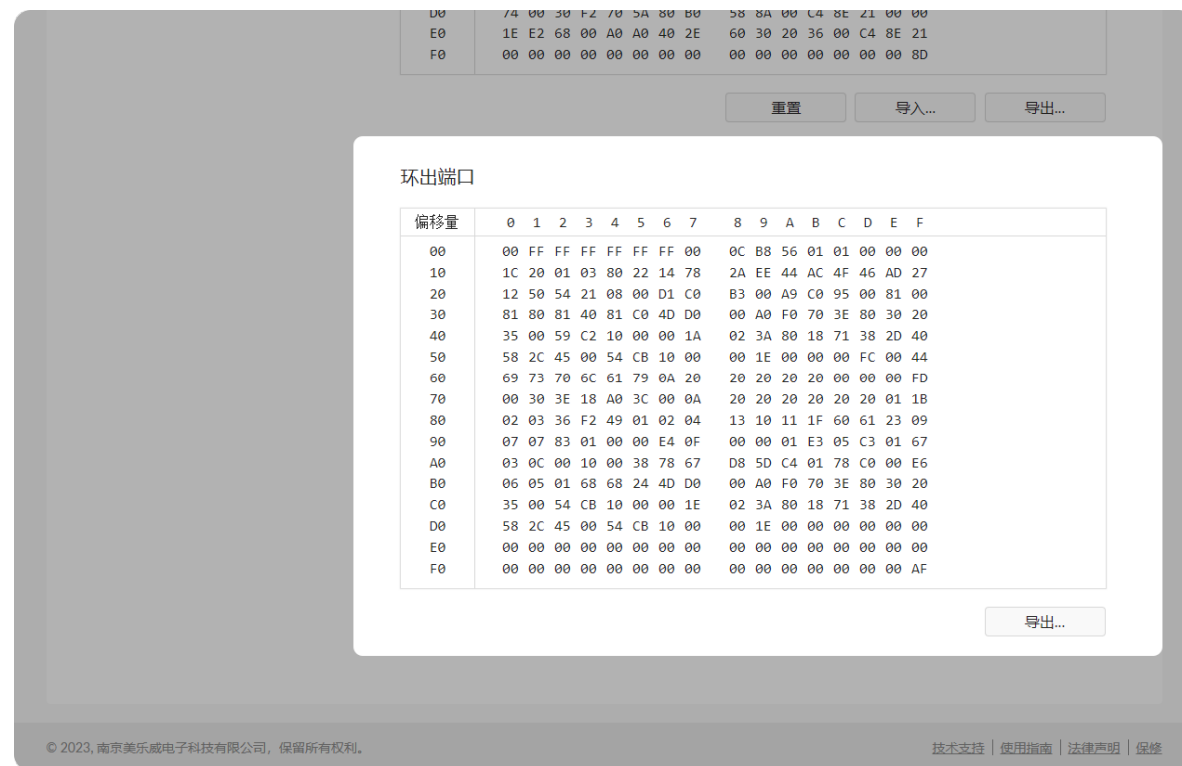 D0 74 00 30 F2 70 5A 80 B0 58 8A 00 C4 8E 21 00 00
E0 1E E2 68 00 A0 A0 40 2E 60 30 20 36 00 C4 8E 21
F0 00 00 00 00 00 00 00 00 00 00 00 00 00 00 00 8D
重置 导入... 导出...
环出端口
偏移量 0 1 2 3 4 5 6 7 8 9 A B C D E F
00 00 FF FF FF FF FF FF 00 0C B8 56 01 01 00 00 00
10 1C 20 01 03 80 22 14 78 2A EE 44 AC 4F 46 AD 27
20 12 50 54 21 08 00 D1 C0 B3 00 A9 C0 95 00 81 00
30 81 80 81 40 81 C0 4D D0 00 A0 F0 70 3E 80 30 20
40 35 00 59 C2 10 00 00 1A 02 3A 80 18 71 38 2D 40
50 58 2C 45 00 54 CB 10 00 00 1E 00 00 00 FC 00 44
60 69 73 70 6C 61 79 0A 20 20 20 20 20 00 00 00 FD
70 00 30 3E 18 A0 3C 00 0A 20 20 20 20 20 20 01 1B
80 02 03 36 F2 49 01 02 04 13 10 11 1F 60 61 23 09
90 07 07 83 01 00 00 E4 0F 00 00 01 E3 05 C3 01 67
A0 03 0C 00 10 00 38 78 67 D8 5D C4 01 78 C0 00 E6
B0 06 05 01 68 68 24 4D D0 00 A0 F0 70 3E 80 30 20
C0 35 00 54 CB 10 00 00 1E 02 3A 80 18 71 38 2D 40
D0 58 2C 45 00 54 CB 10 00 00 1E 00 00 00 00 00 00
E0 00 00 00 00 00 00 00 00 00 00 00 00 00 00 00 00
F0 00 00 00 00 00 00 00 00 00 00 00 00 00 00 00 AF
导出...
© 2023, 南京美乐威电子科技有限公司，保留所有权利。 技术支持 | 使用指南 | 法律声明 | 保修